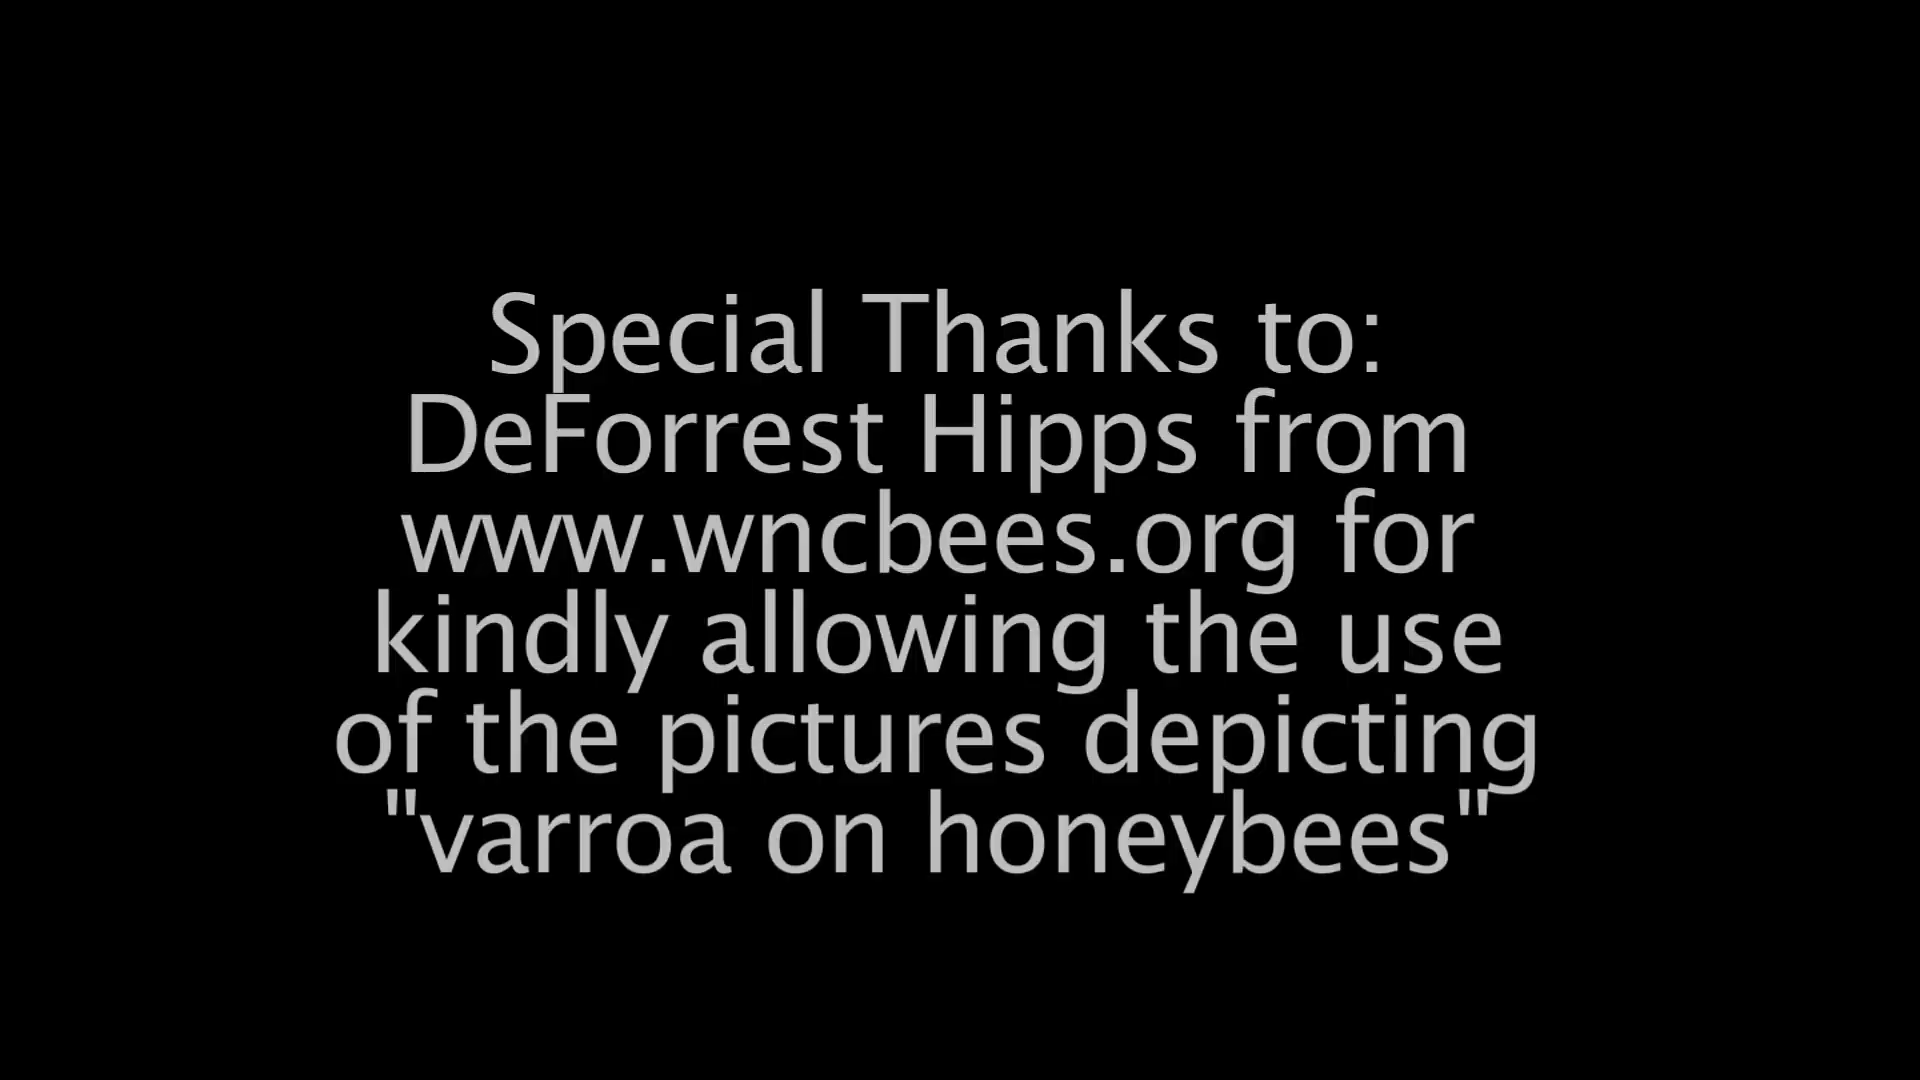 Special Thanks to:
DeForrest Hipps from
www.wncbees.org for
kindly allowing the use
of the pictures depicting
"varroa on honeybees"